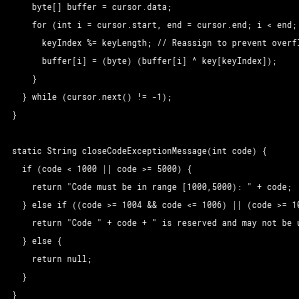 byte[] buffer = cursor.data;
for (int i = cursor.start, end = cursor.end; i < end;
keyIndex %= keyLength; // Reassign to prevent overfl
buffer[i] = (byte) (buffer[i] ^ key[keyIndex]);
}
} while (cursor.next() != -1);
}
static String closeCodeExceptionMessage(int code) {
if (code < 1000 || code >= 5000) {
return "Code must be in range [1000,5000): " + code;
} else if ((code >= 1004 && code <= 1006) || (code >= 10
return "Code " + code + " is reserved and may not be u
} else {
return null;
}
}